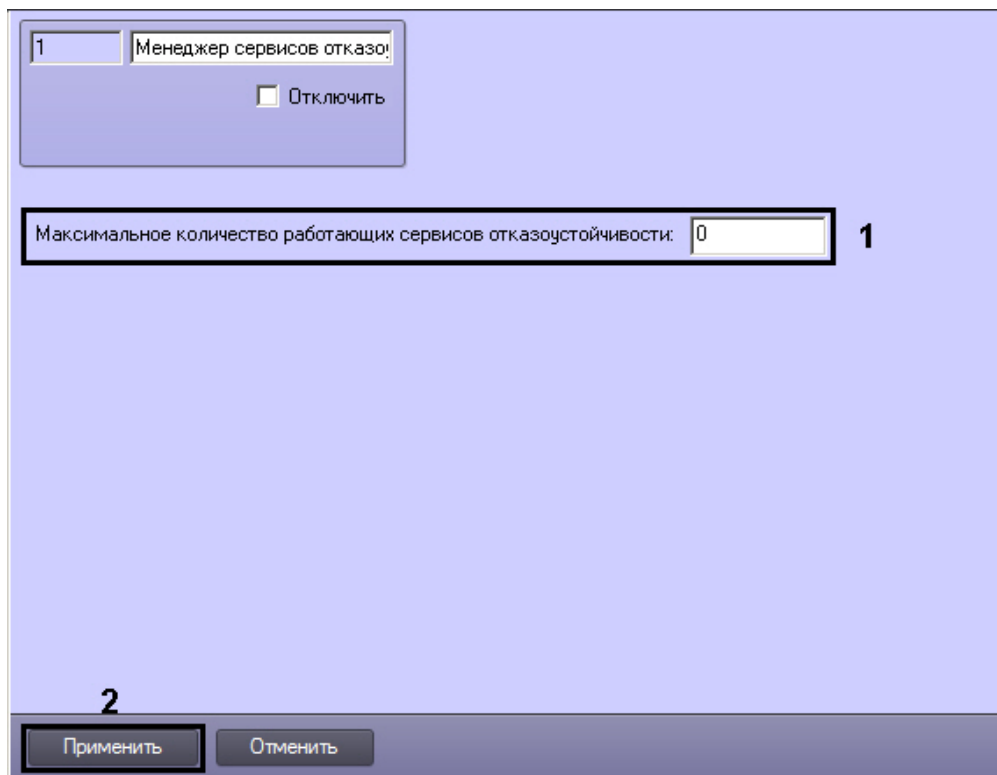 1 Менеджер сервисов отказо
Отключить
Максимальное количество работающих сервисов отказоустойчивости: 0 1
2
Применить Отменить